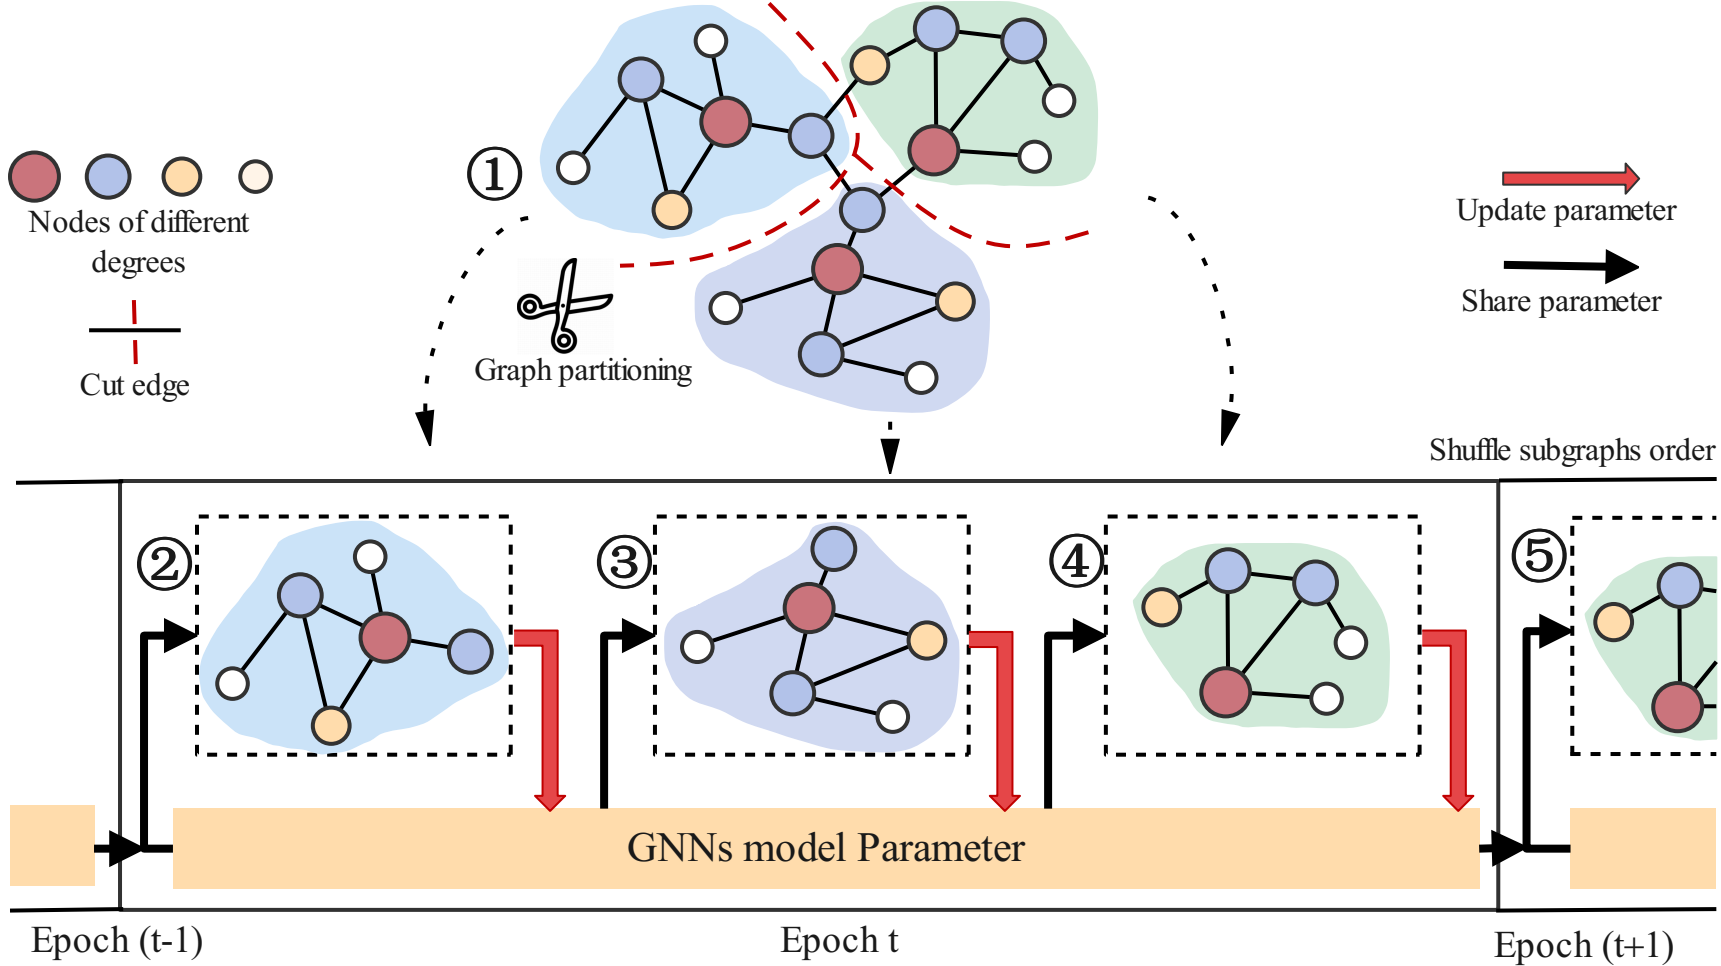 ①
Nodes of different
degrees
Cut edge
Graph partitioning
Update parameter
Share parameter
Shuffle subgraphs order
②
③
④
⑤
GNNs model Parameter
Epoch (t-1)
Epoch t
Epoch (t+1)